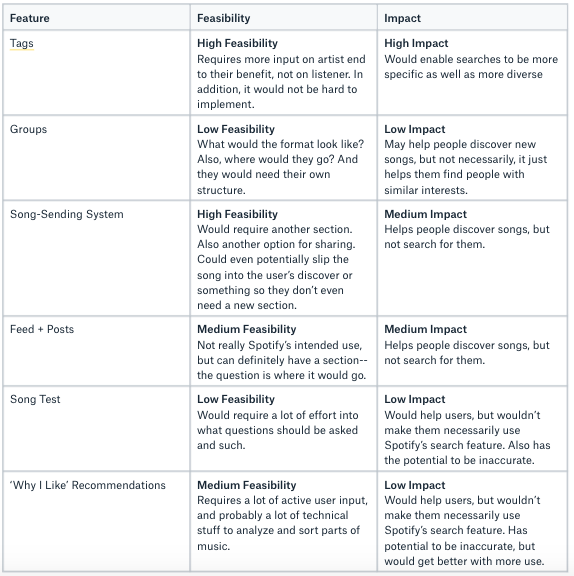 Feature
Feasibility
Impact
Tags
High Feasibility
Requires more input on artist end
to their benefit, not on listener. In
addition, it would not be hard to
implement.
High Impact
Would enable searches to be more
specific as well as more diverse
Groups
Low Feasibility
What would the format look like?
Also, where would they go? And
they would need their own
structure.
Low Impact
May help people discover new
songs, but not necessarily, it just
helps them find people with
similar interests.
Song-Sending System
High Feasibility
Would require another section.
Also another option for sharing.
Could even potentially slip the
song into the user's discover or
something so they don't even
need a new section.
Medium Impact
Helps people discover songs, but
not search for them.
Feed + Posts
Medium Feasibility
Not really Spotify's intended use,
but can definitely have a section--
the question is where it would go.
Medium Impact
Helps people discover songs, but
not search for them.
Song Test
Low Feasibility
Would require a lot of effort into
what questions should be asked
and such.
Low Impact
Would help users, but wouldn't
make them necessarily use
Spotify's search feature. Also has
the potential to be inaccurate.
'Why I Like' Recommendations
Medium Feasibility
Requires a lot of active user input,
and probably a lot of technical
stuff to analyze and sort parts of
music.
Low Impact
Would help users, but wouldn't
make them necessarily use
Spotify's search feature. Has
potential to be inaccurate, but
would get better with more use.